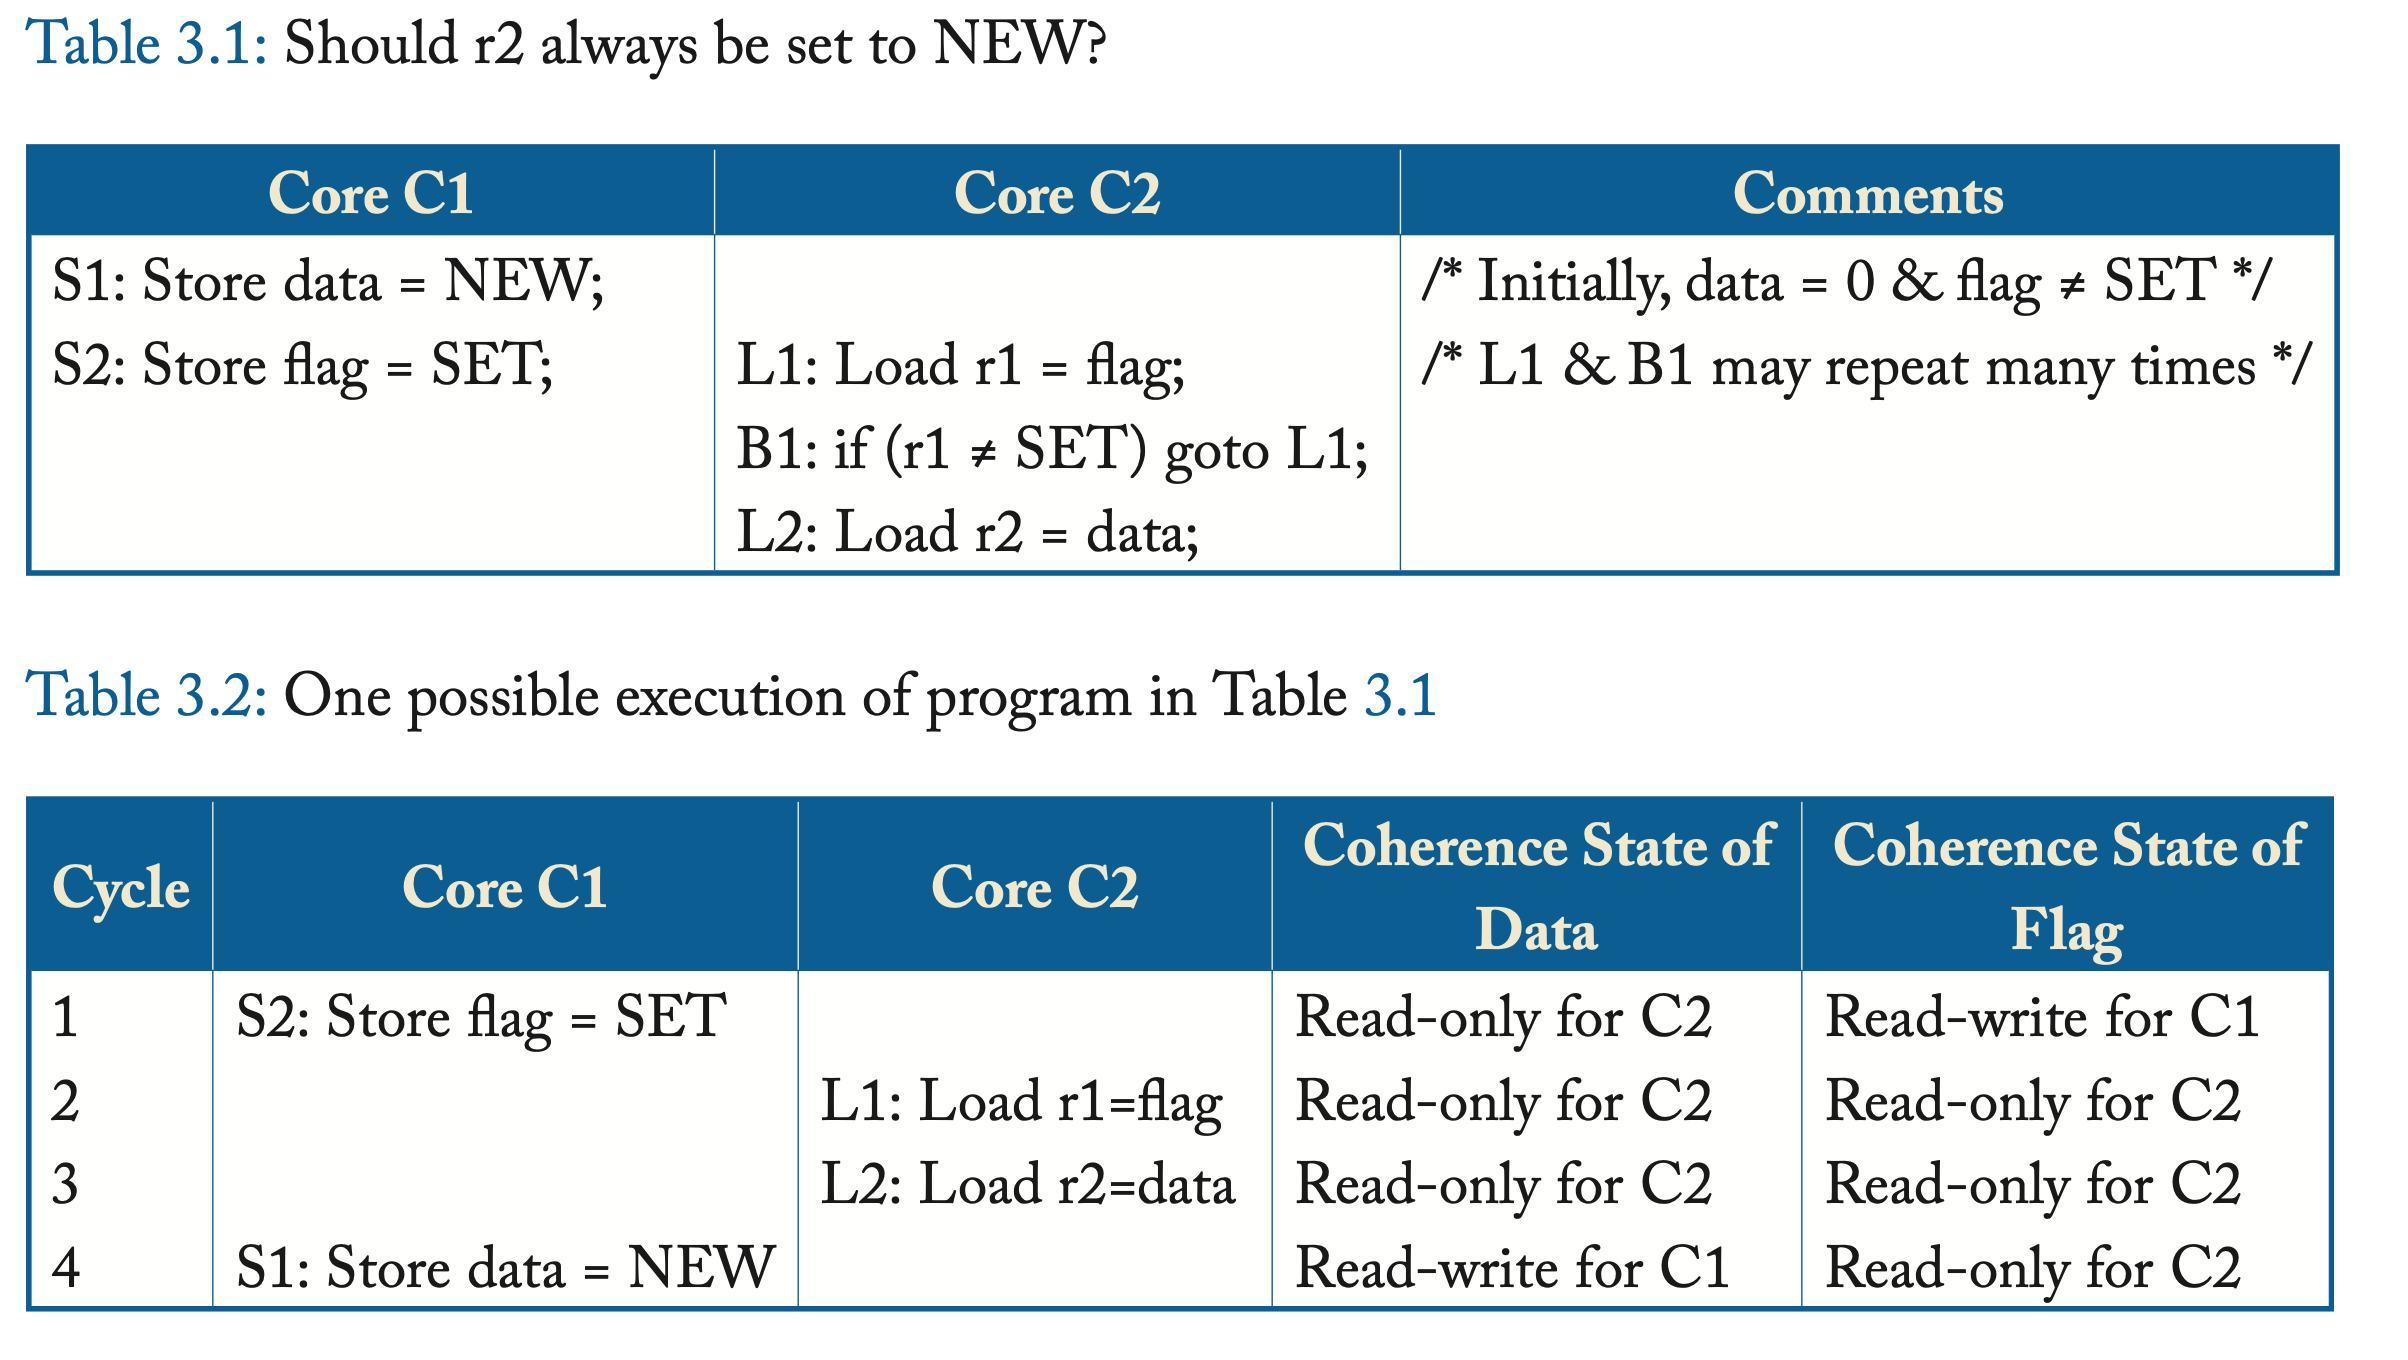 Table 3.1: Should r2 always be set to NEW?
Core C1 Core C2 Comments
S1: Store data = NEW; /* Initially, data = 0 & flag ≠ SET */
S2: Store flag = SET; L1: Load r1 = flag; /* L1 & B1 may repeat many times */
B1: if (r1 ≠ SET) goto L1;
L2: Load r2 = data;
Table 3.2: One possible execution of program in Table 3.1
Cycle Core C1 Core C2 Coherence State of Data Coherence State of Flag
1 S2: Store flag = SET Read-only for C2 Read-write for C1
2 L1: Load r1=flag Read-only for C2 Read-only for C2
3 L2: Load r2=data Read-only for C2 Read-only for C2
4 S1: Store data = NEW Read-write for C1 Read-only for C2